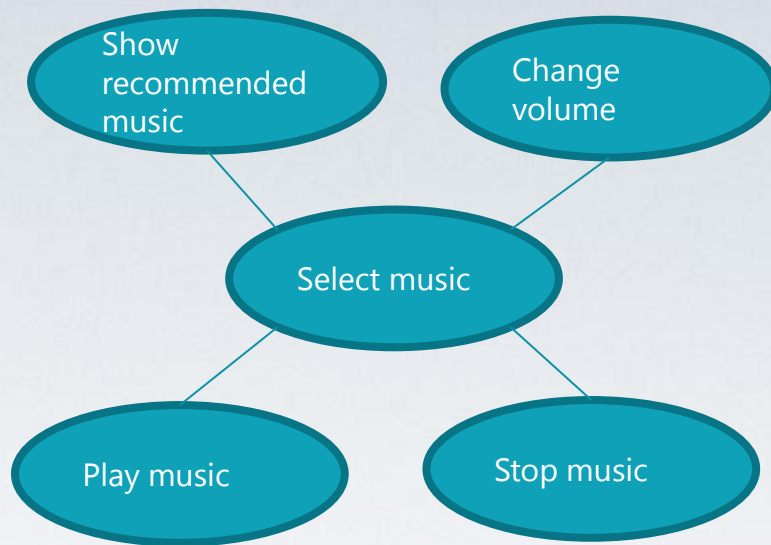 Show
recommended
music
Change
volume
Select music
Play music
Stop music